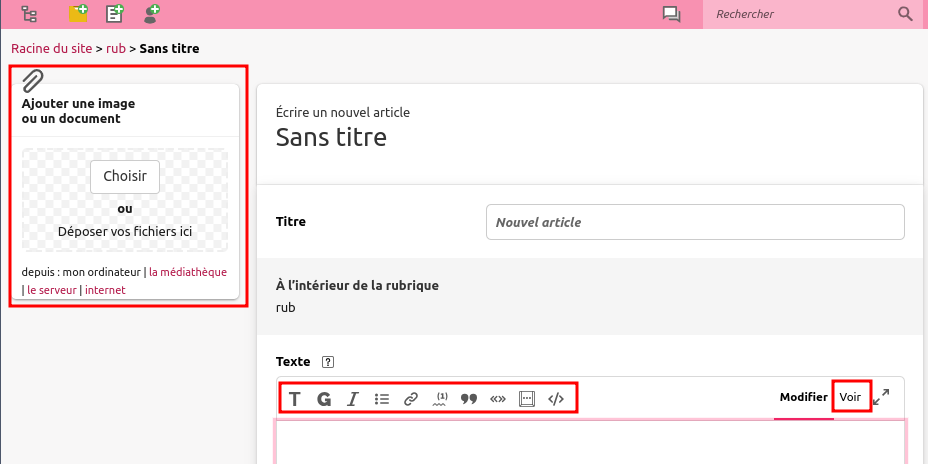 Rechercher
Racine du site > rub > Sans titre
Ajouter une image
ou un document
Choisir
ou
Déposer vos fichiers ici
depuis : mon ordinateur | la médiathèque
| le serveur | internet
Écrire un nouvel article
Sans titre
Titre
Nouvel article
À l’intérieur de la rubrique
rub
Texte ?
T G I (1) «» </> Modifier Voir